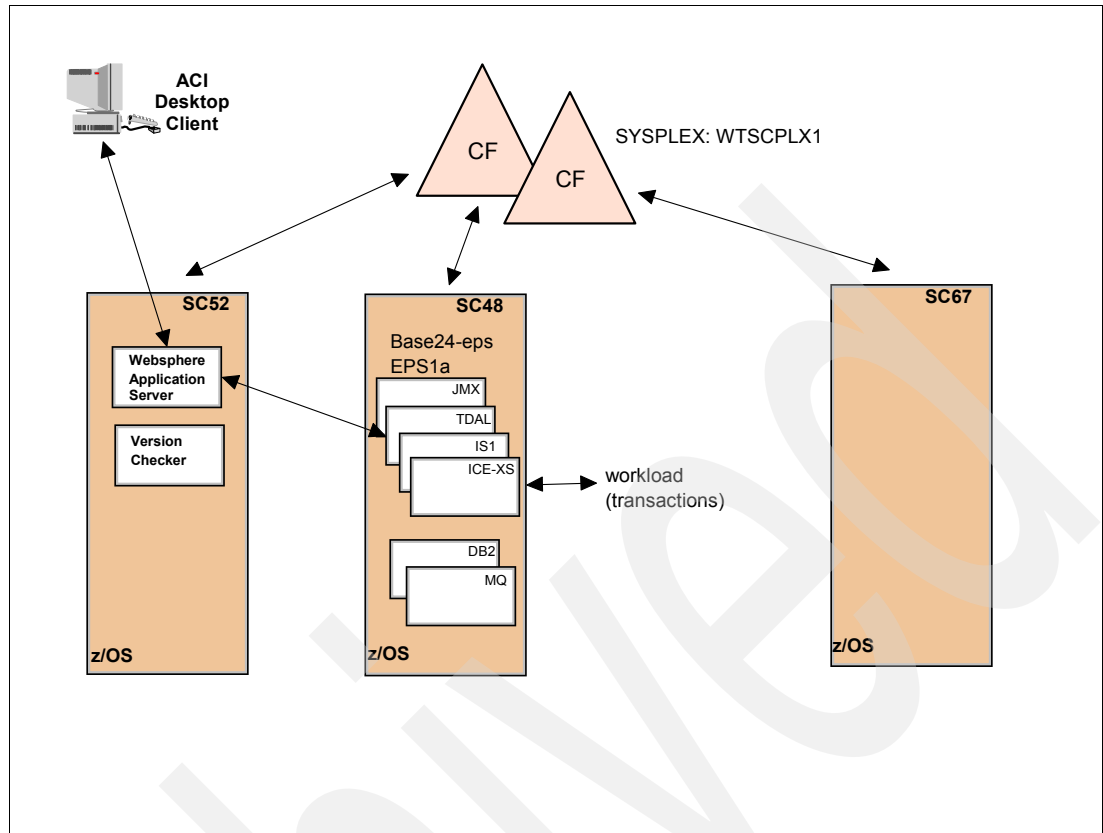 ACI
Desktop
Client
CF
CF
SYSPLEX: WTSCPLX1
SC52
Websphere
Application
Server
Version
Checker
z/OS
SC48
Base24-eps
EPS1a
JMX
TDAL
IS1
ICE-XS
workload
(transactions)
DB2
MQ
z/OS
SC67
z/OS